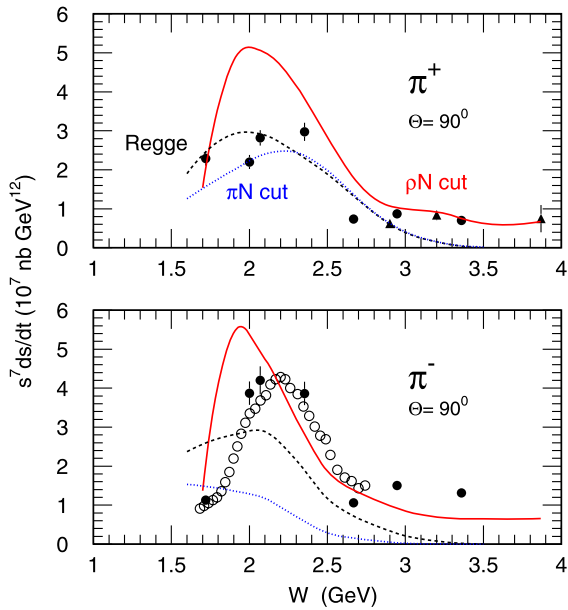 6
5
4
3
2
1
0
π⁺
Θ= 90⁰
Regge
πN cut
ρN cut
1 1.5 2 2.5 3 3.5 4
s⁷ds/dt (10⁷ nb GeV¹²)
6
5
4
3
2
1
0
π⁻
Θ= 90⁰
1 1.5 2 2.5 3 3.5 4
W (GeV)